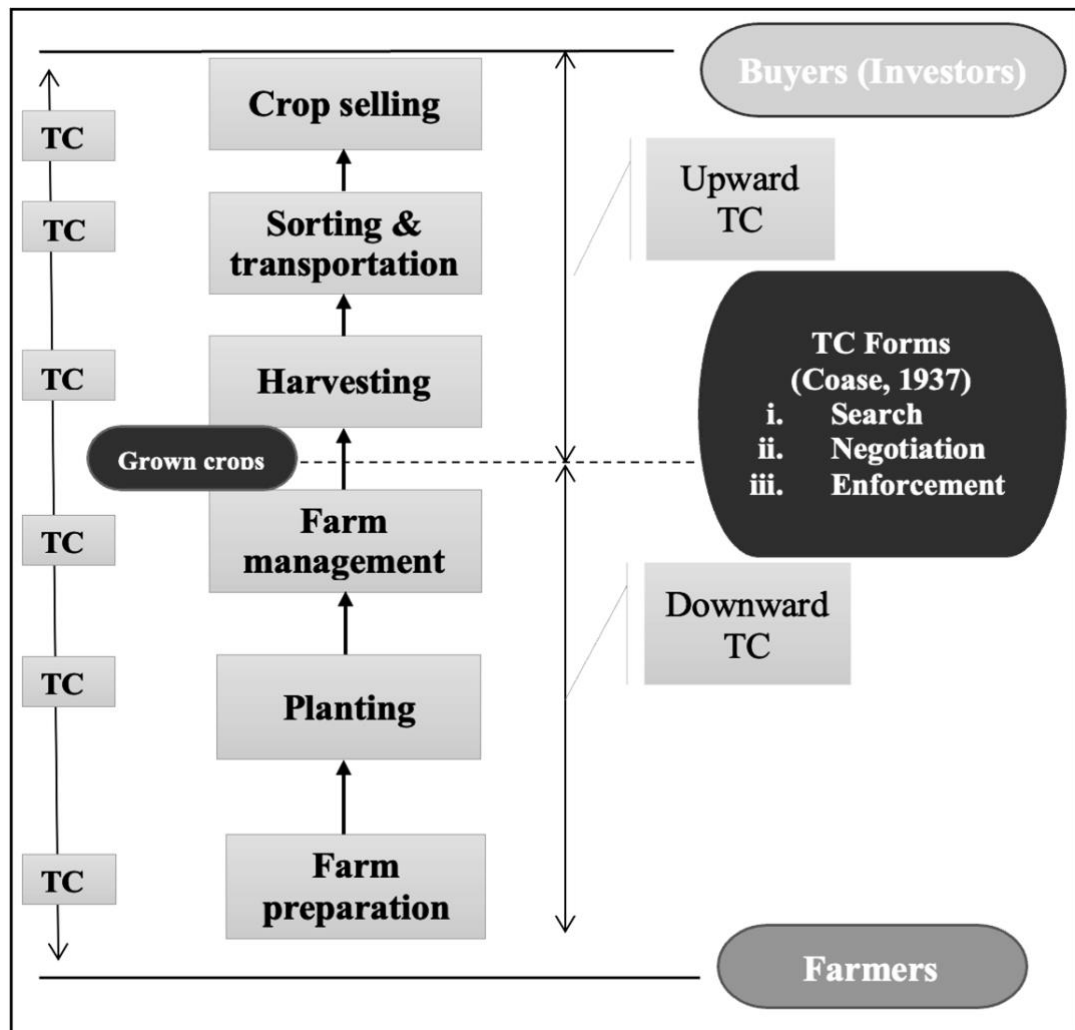 Buyers (Investors)
Crop selling
TC
Upward
TC
Sorting &
transportation
TC
TC Forms
(Coase, 1937)
i. Search
ii. Negotiation
iii. Enforcement
Harvesting
TC
Grown crops
Farm
management
TC
Downward
TC
Planting
TC
Farm
preparation
TC
Farmers